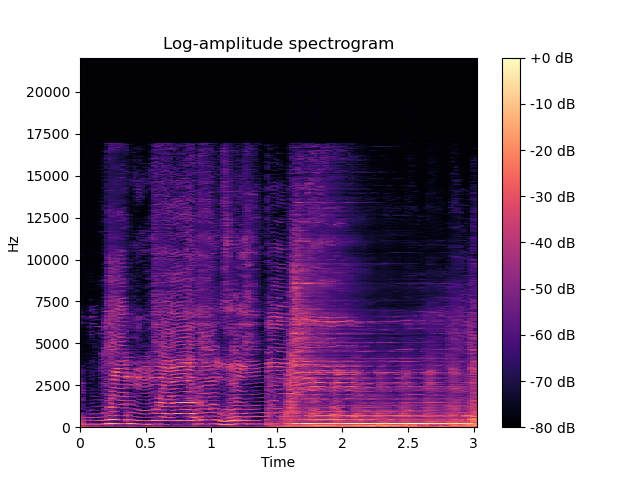 Log-amplitude spectrogram
20000
17500
15000
12500
10000
7500
5000
2500
0
Hz
0
0.5
1
1.5
2
2.5
3
Time
+0 dB
-10 dB
-20 dB
-30 dB
-40 dB
-50 dB
-60 dB
-70 dB
-80 dB